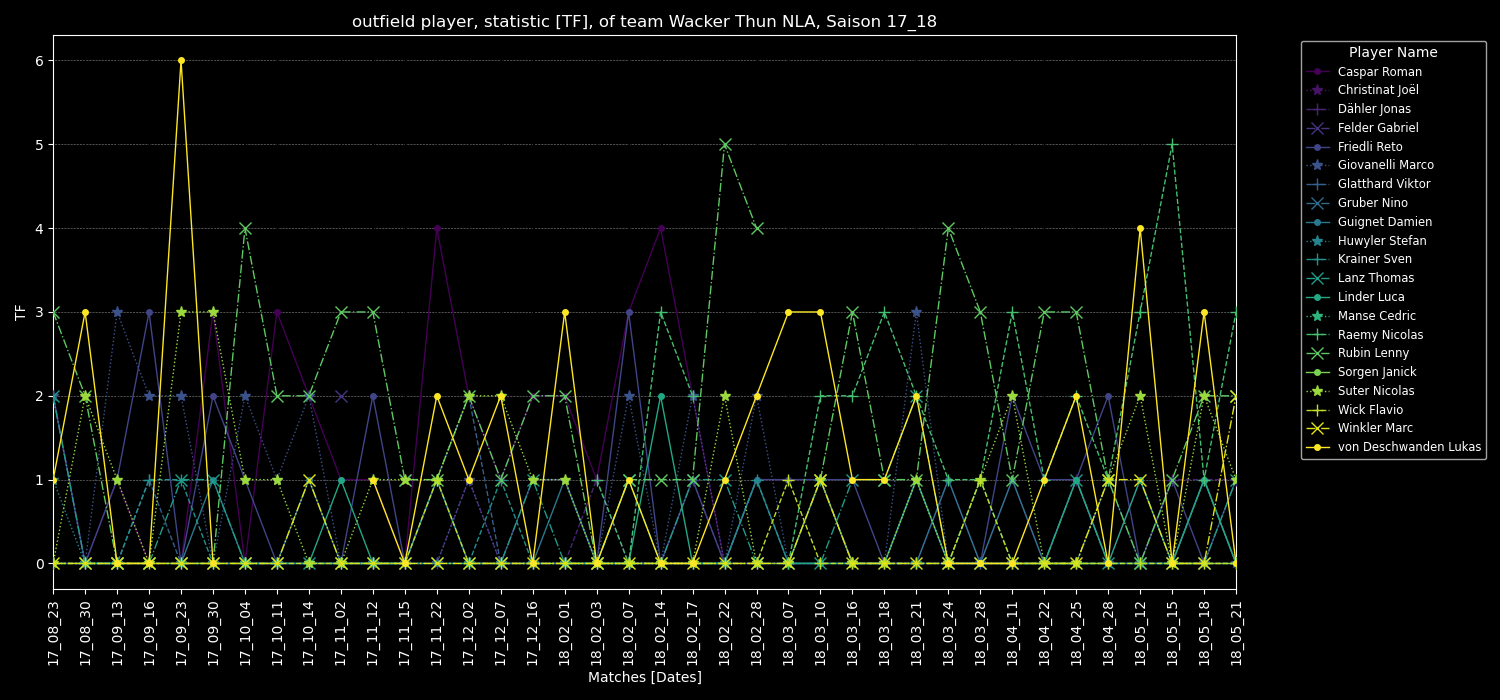 outfield player, statistic [TF], of team Wacker Thun NLA, Saison 17_18
TF
6
5
4
3
2
1
0
17_08_23
17_08_30
17_09_13
17_09_16
17_09_23
17_09_30
17_10_04
17_10_11
17_10_14
17_11_02
17_11_12
17_11_15
17_11_22
17_12_02
17_12_07
17_12_16
18_02_01
18_02_03
18_02_07
18_02_14
18_02_17
18_02_22
18_02_28
18_03_07
18_03_10
18_03_16
18_03_18
18_03_21
18_03_24
18_03_28
18_04_11
18_04_22
18_04_25
18_04_28
18_05_12
18_05_15
18_05_18
18_05_21
Matches [Dates]
Player Name
Caspar Roman
Christinat Joël
Dähler Jonas
Felder Gabriel
Friedli Reto
Giovanelli Marco
Glatthard Viktor
Gruber Nino
Guignet Damien
Huwyler Stefan
Krainer Sven
Lanz Thomas
Linder Luca
Manse Cedric
Raemy Nicolas
Rubin Lenny
Sorgen Janick
Suter Nicolas
Wick Flavio
Winkler Marc
von Deschwanden Lukas